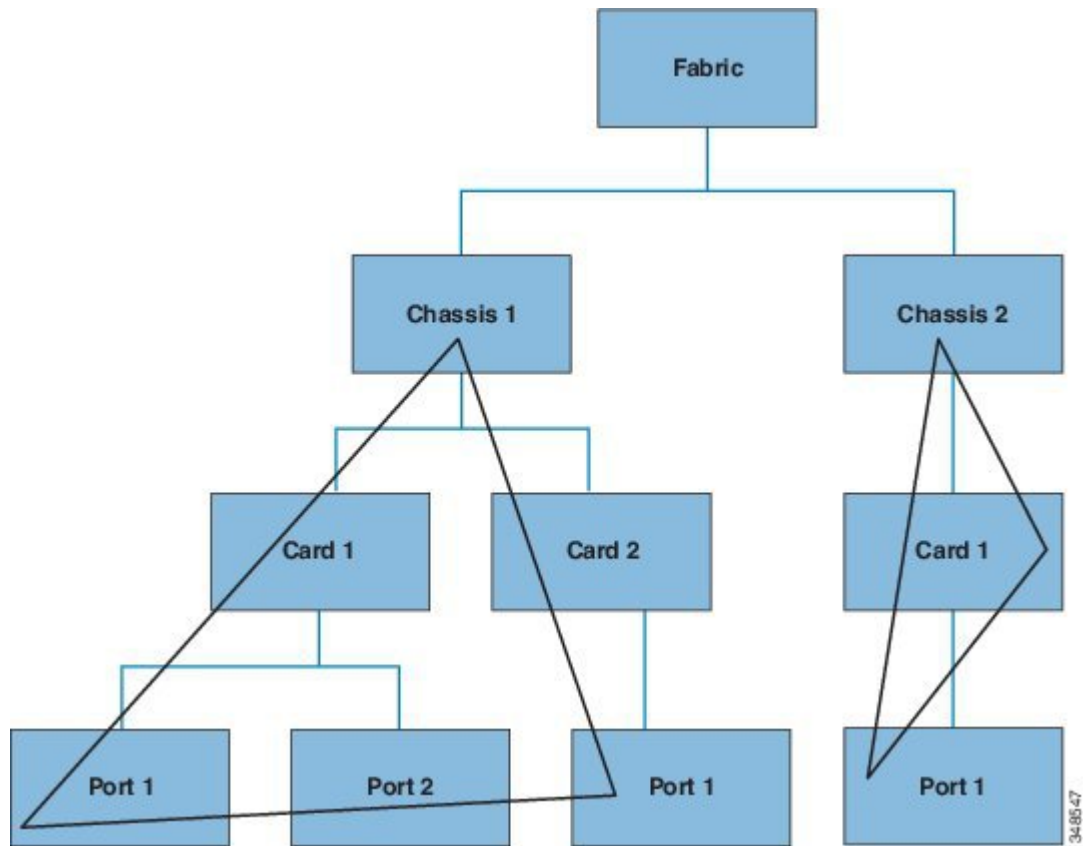 Fabric
Chassis 1
Chassis 2
Card 1
Card 2
Card 1
Port 1
Port 2
Port 1
Port 1
348547